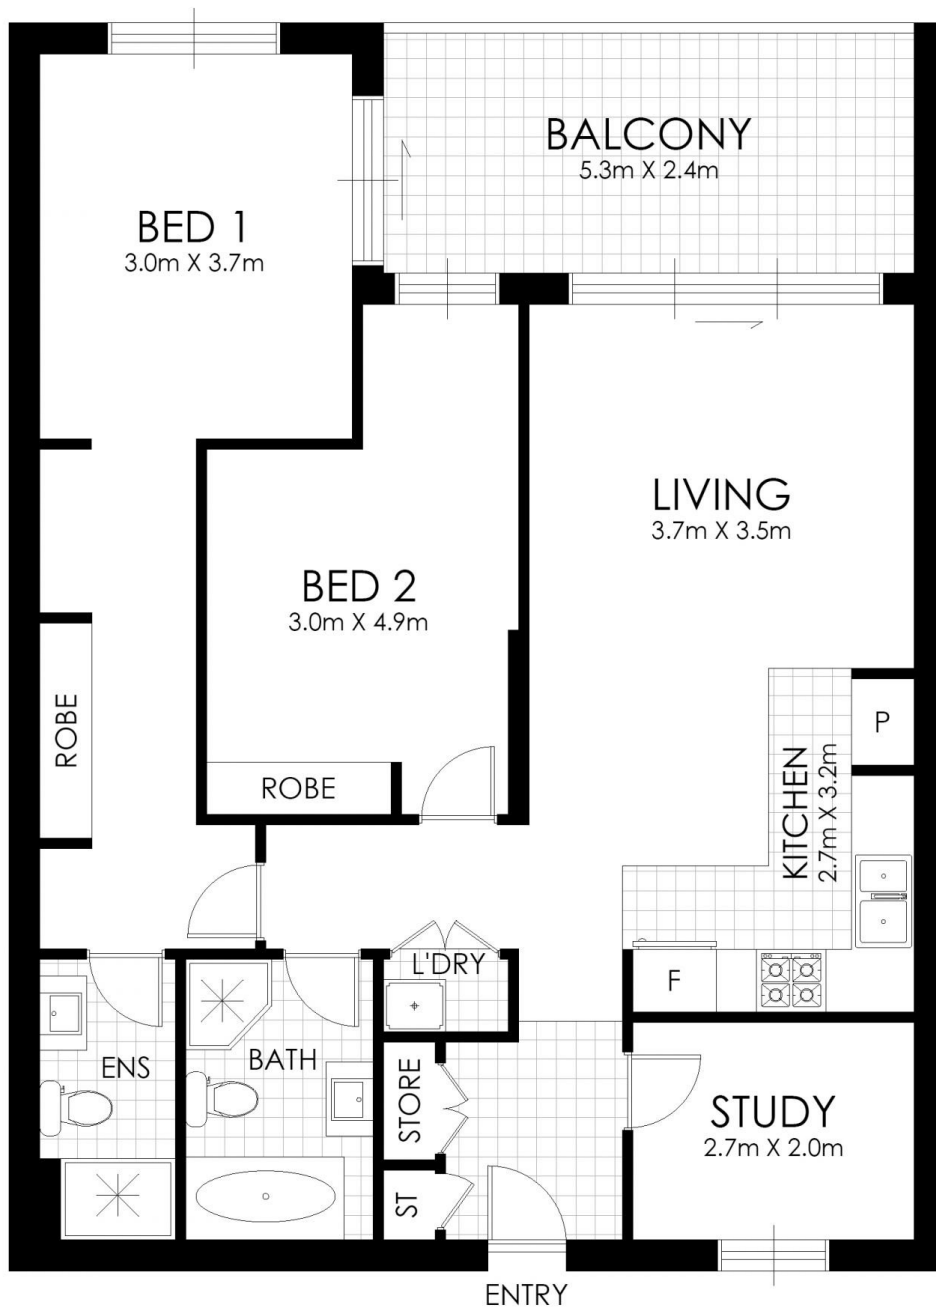 BALCONY
5.3m X 2.4m
BED 1
3.0m X 3.7m
LIVING
3.7m X 3.5m
BED 2
3.0m X 4.9m
ROBE
ROBE
P
KITCHEN
2.7m X 3.2m
L'DRY
F
ENS
BATH
STORE
STUDY
2.7m X 2.0m
ST
ENTRY